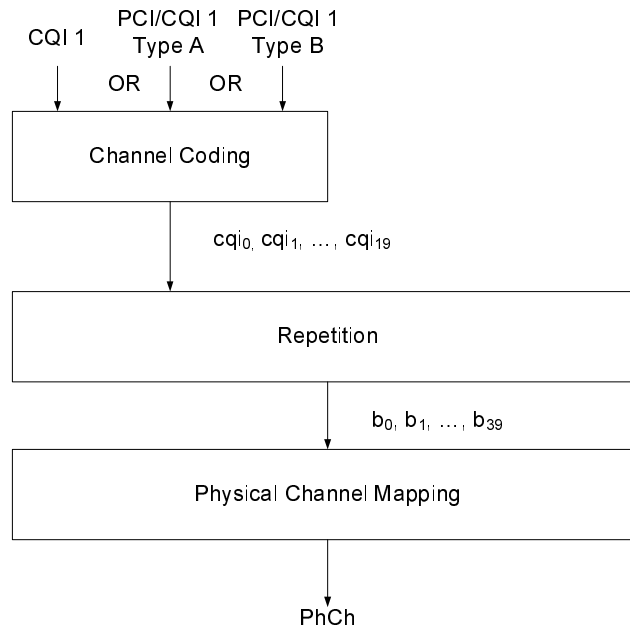 CQI 1
PCI/CQI 1
Type A
PCI/CQI 1
Type B
OR
OR
Channel Coding
cqi₀, cqi₁, …, cqi₁₉
Repetition
b₀, b₁, …, b₃₉
Physical Channel Mapping
PhCh